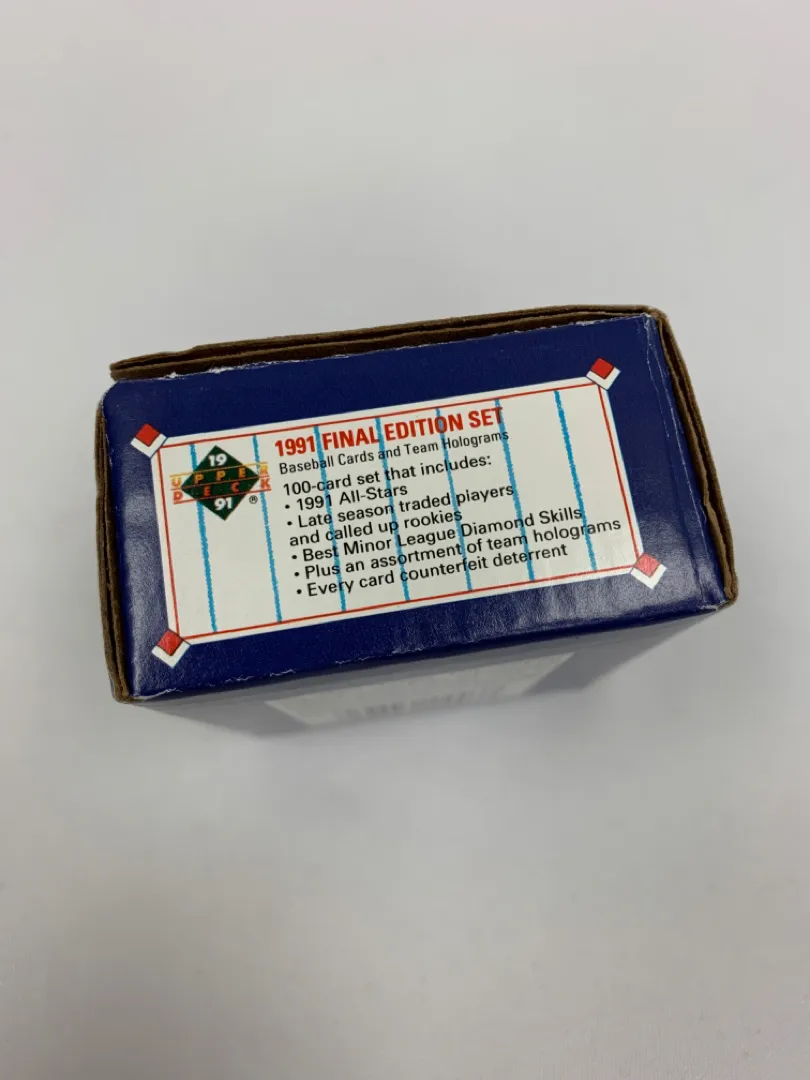 19
UPPER
DECK
91 ®
1991 FINAL EDITION SET
Baseball Cards and Team Holograms
100-card set that includes:
• 1991 All-Stars
• Late season traded players
and called up rookies
• Best Minor League Diamond Skills
• Plus an assortment of team holograms
• Every card counterfeit deterrent